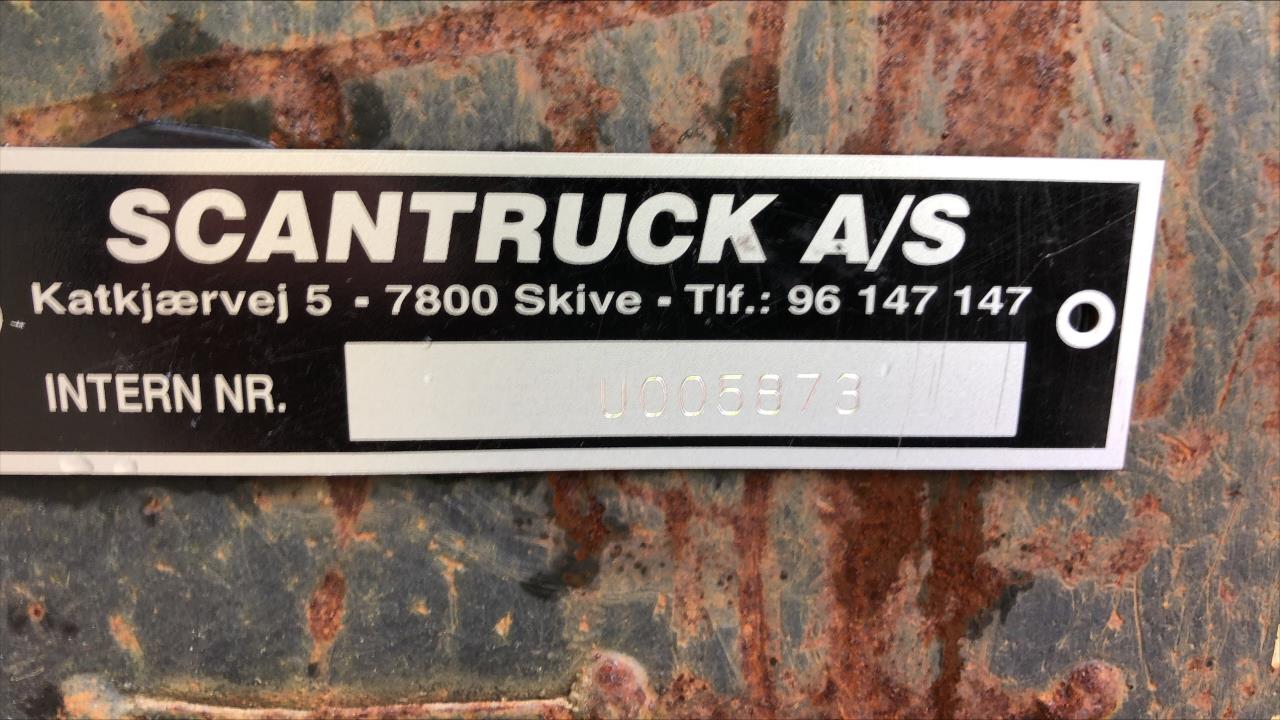 SCANTRUCK A/S
Katkjærvej 5 - 7800 Skive - Tlf.: 96 147 147
INTERN NR. U005873